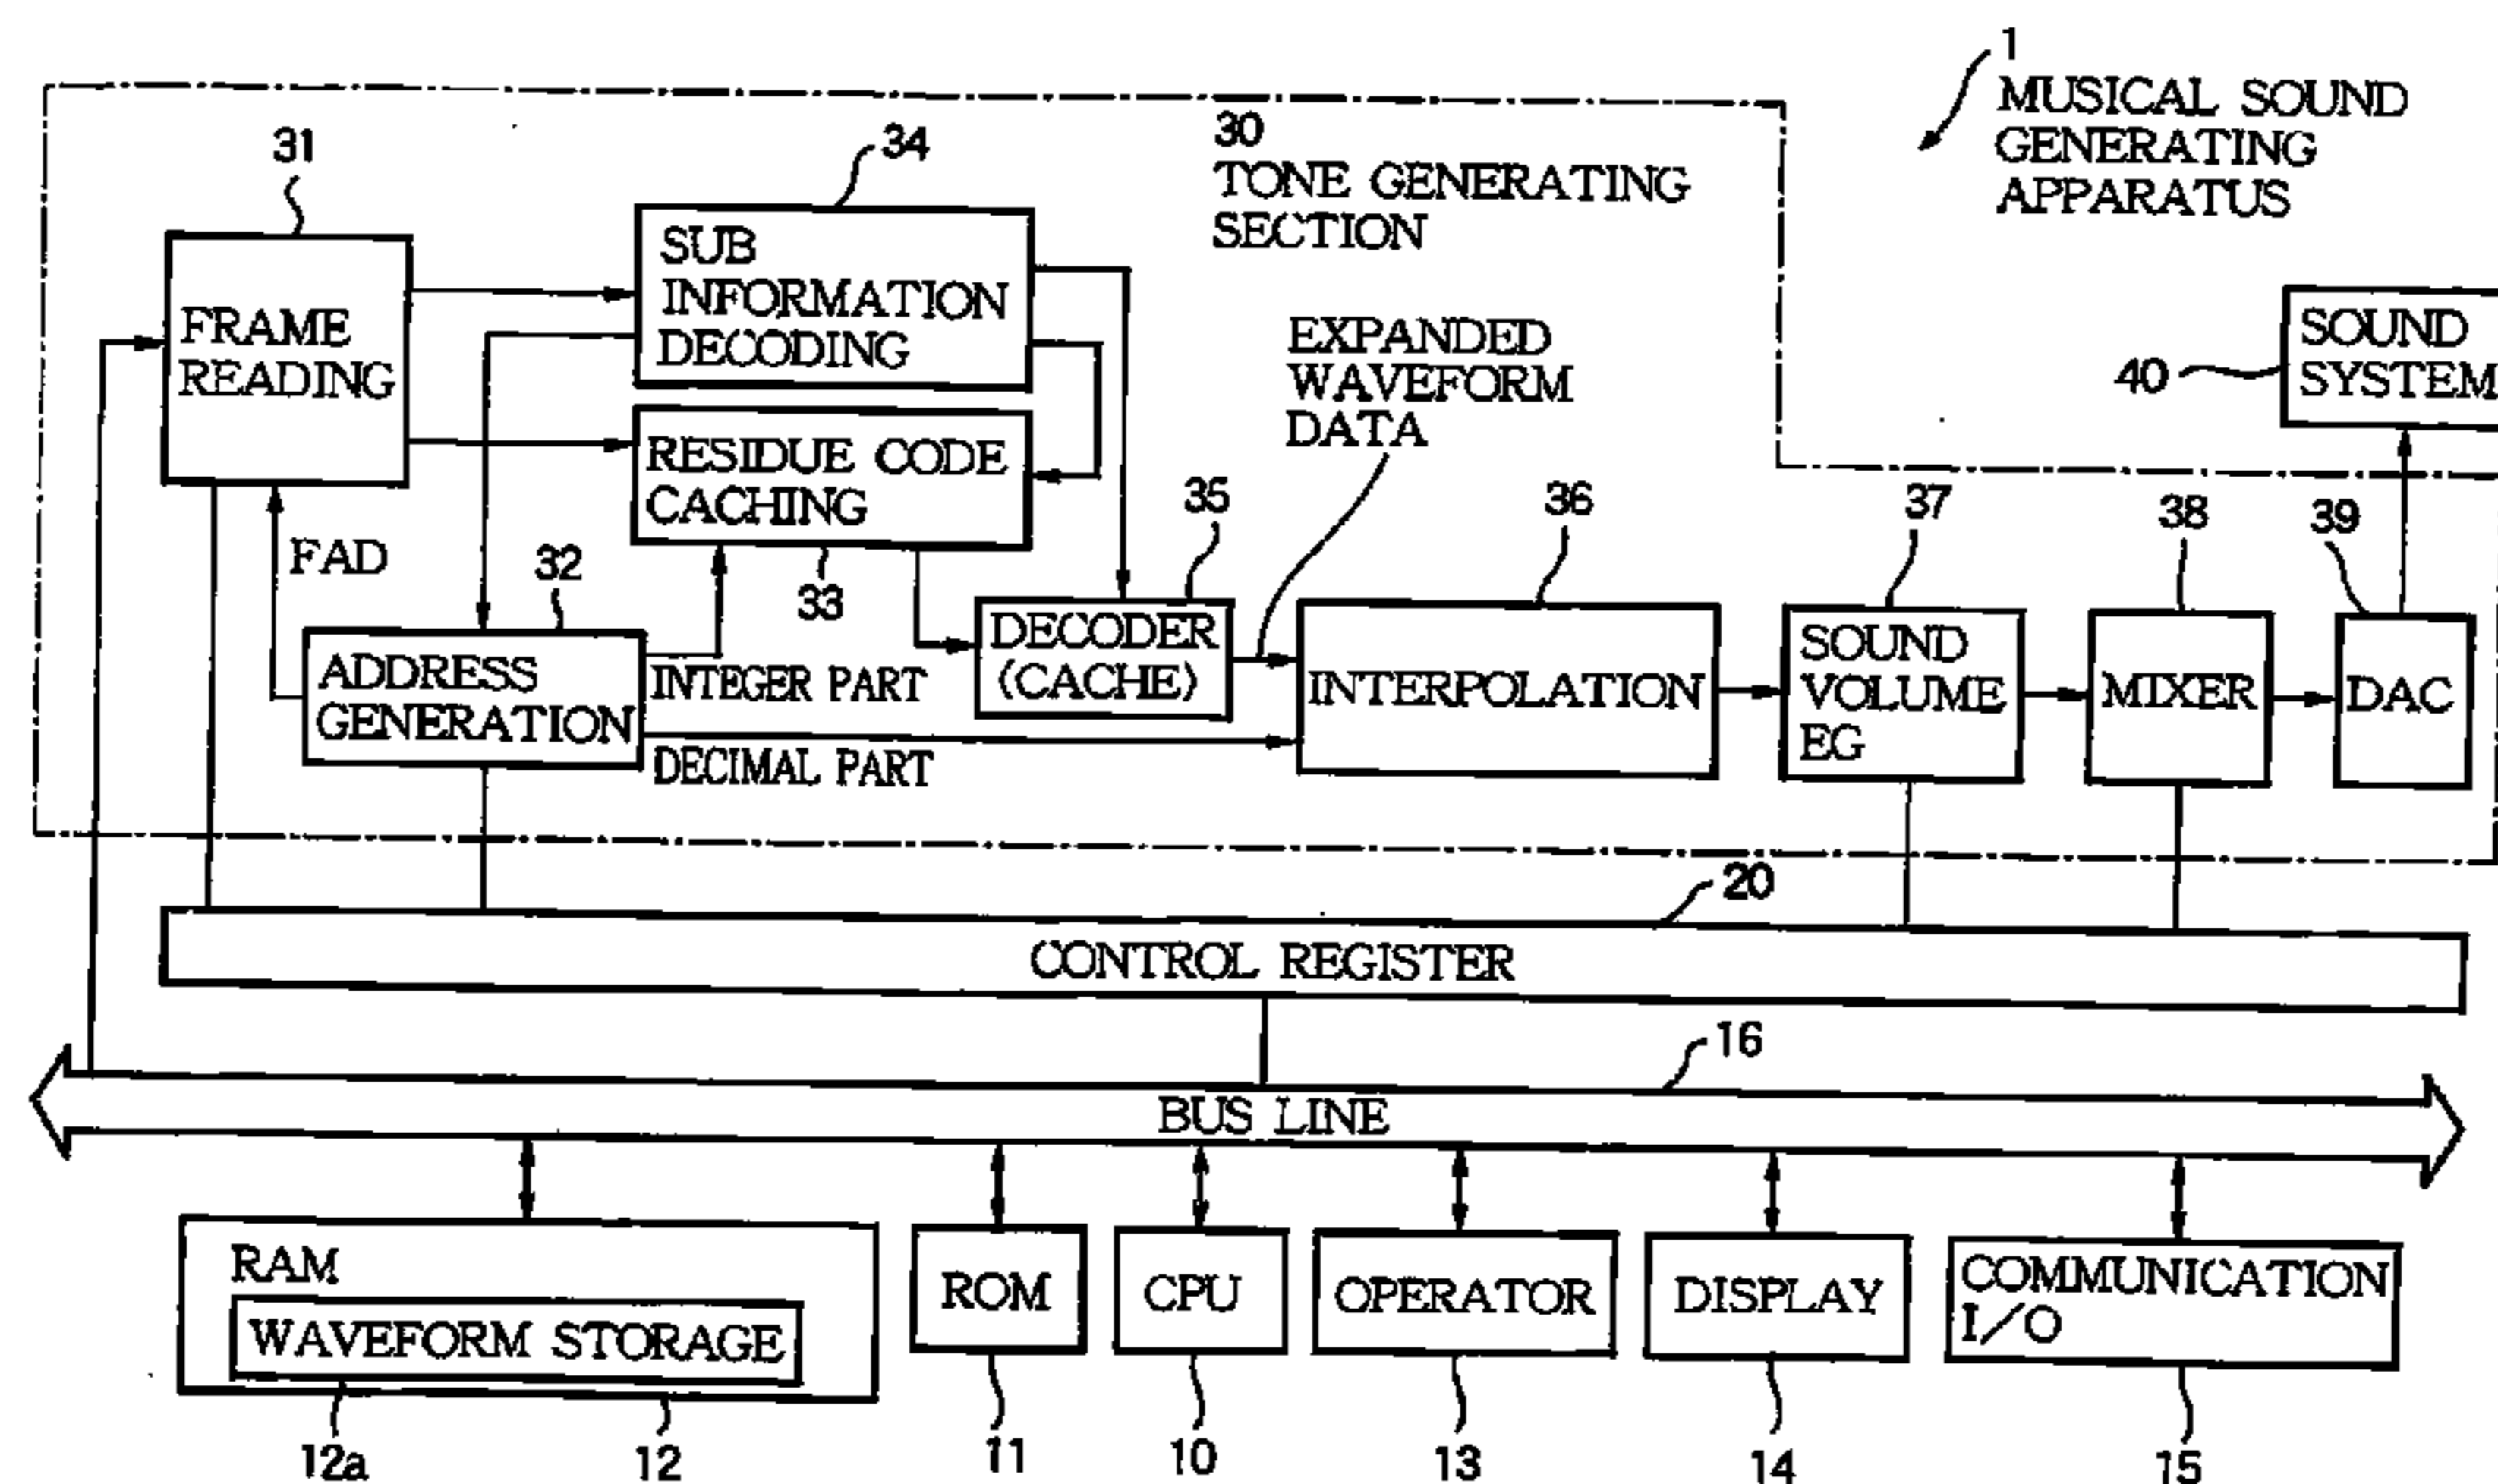 1
MUSICAL SOUND
GENERATING
APPARATUS
30
TONE GENERATING
SECTION
31
FRAME
READING
34
SUB
INFORMATION
DECODING
RESIDUE CODE
CACHING
33
FAD
32
ADDRESS
GENERATION
INTEGER PART
DECIMAL PART
35
DECODER
(CACHE)
EXPANDED
WAVEFORM
DATA
36
INTERPOLATION
37
SOUND
VOLUME
EG
38
MIXER
39
DAC
40
SOUND
SYSTEM
20
CONTROL REGISTER
16
BUS LINE
RAM
WAVEFORM STORAGE
12a
12
ROM
11
CPU
10
OPERATOR
13
DISPLAY
14
COMMUNICATION
I/O
15